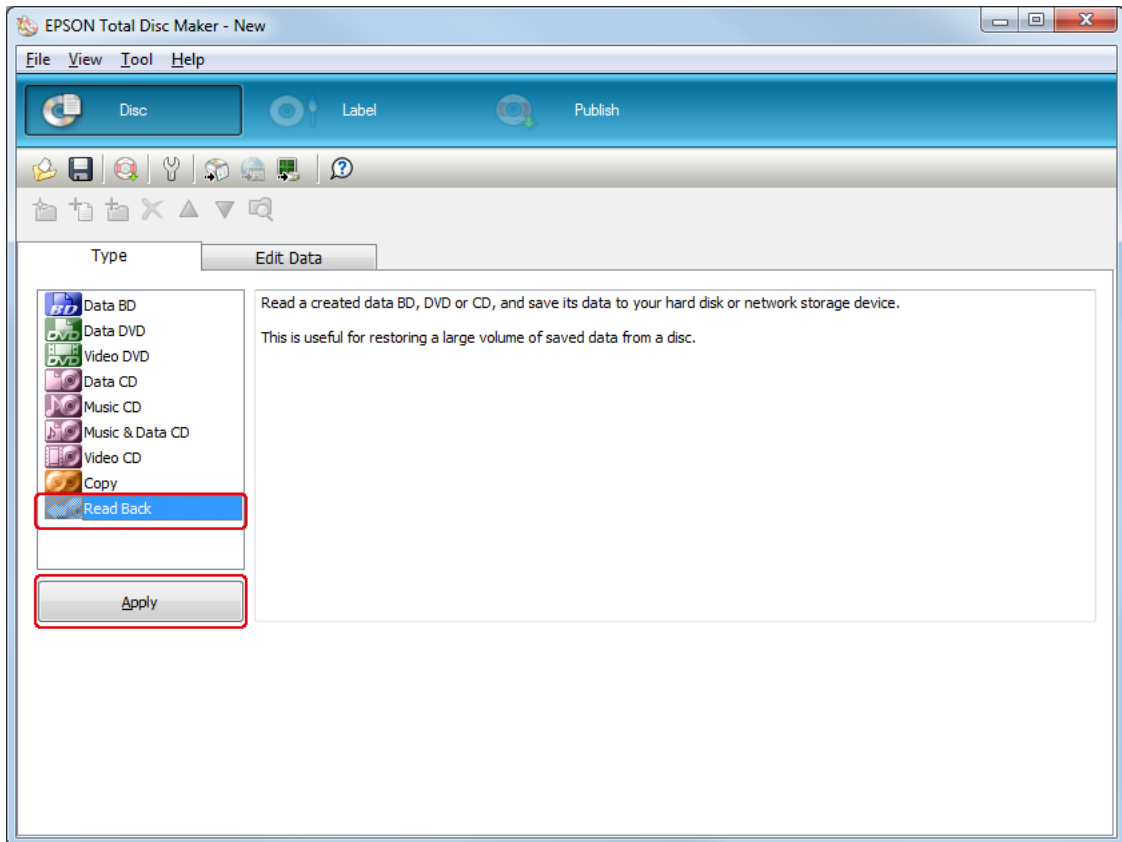 EPSON Total Disc Maker - New
File View Tool Help
Disc Label Publish
Type Edit Data
BD Data BD
DVD Data DVD
DVD Video DVD
Data CD
Music CD
Music & Data CD
Video CD
Copy
Read Back
Apply
Read a created data BD, DVD or CD, and save its data to your hard disk or network storage device.
This is useful for restoring a large volume of saved data from a disc.